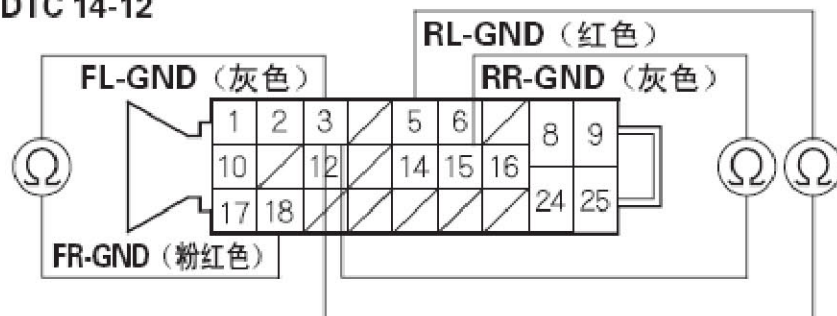 DTC 14-12
RL-GND（红色）
FL-GND（灰色） RR-GND（灰色）
1 2 3 5 6 8 9
10 12 14 15 16
17 18 24 25
Ω Ω Ω
FR-GND（粉红色）